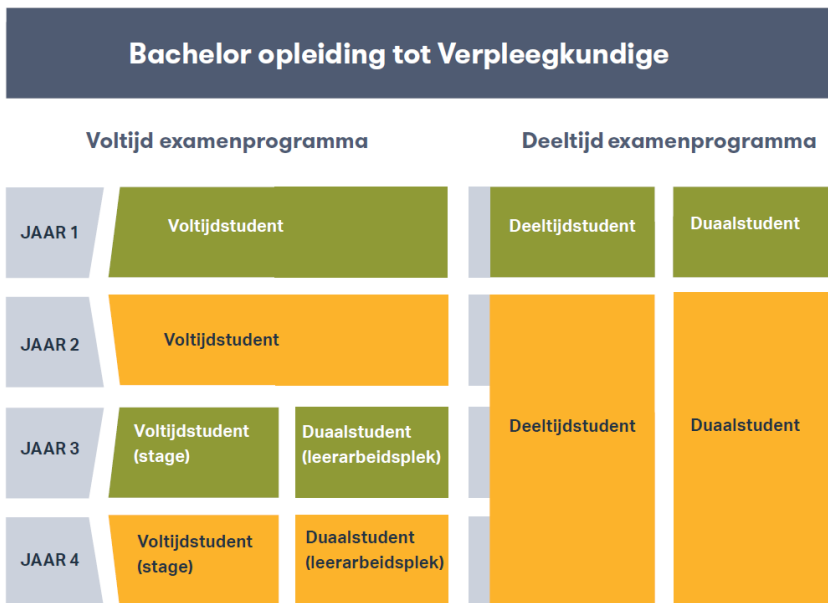 Bachelor opleiding tot Verpleegkundige
Voltijd examenprogramma
Deeltijd examenprogramma
JAAR 1
Voltijdstudent
Deeltijdstudent
Duaalstudent
JAAR 2
Voltijdstudent
JAAR 3
Voltijdstudent
(stage)
Duaalstudent
(leerarbeidsplek)
Deeltijdstudent
Duaalstudent
JAAR 4
Voltijdstudent
(stage)
Duaalstudent
(leerarbeidsplek)